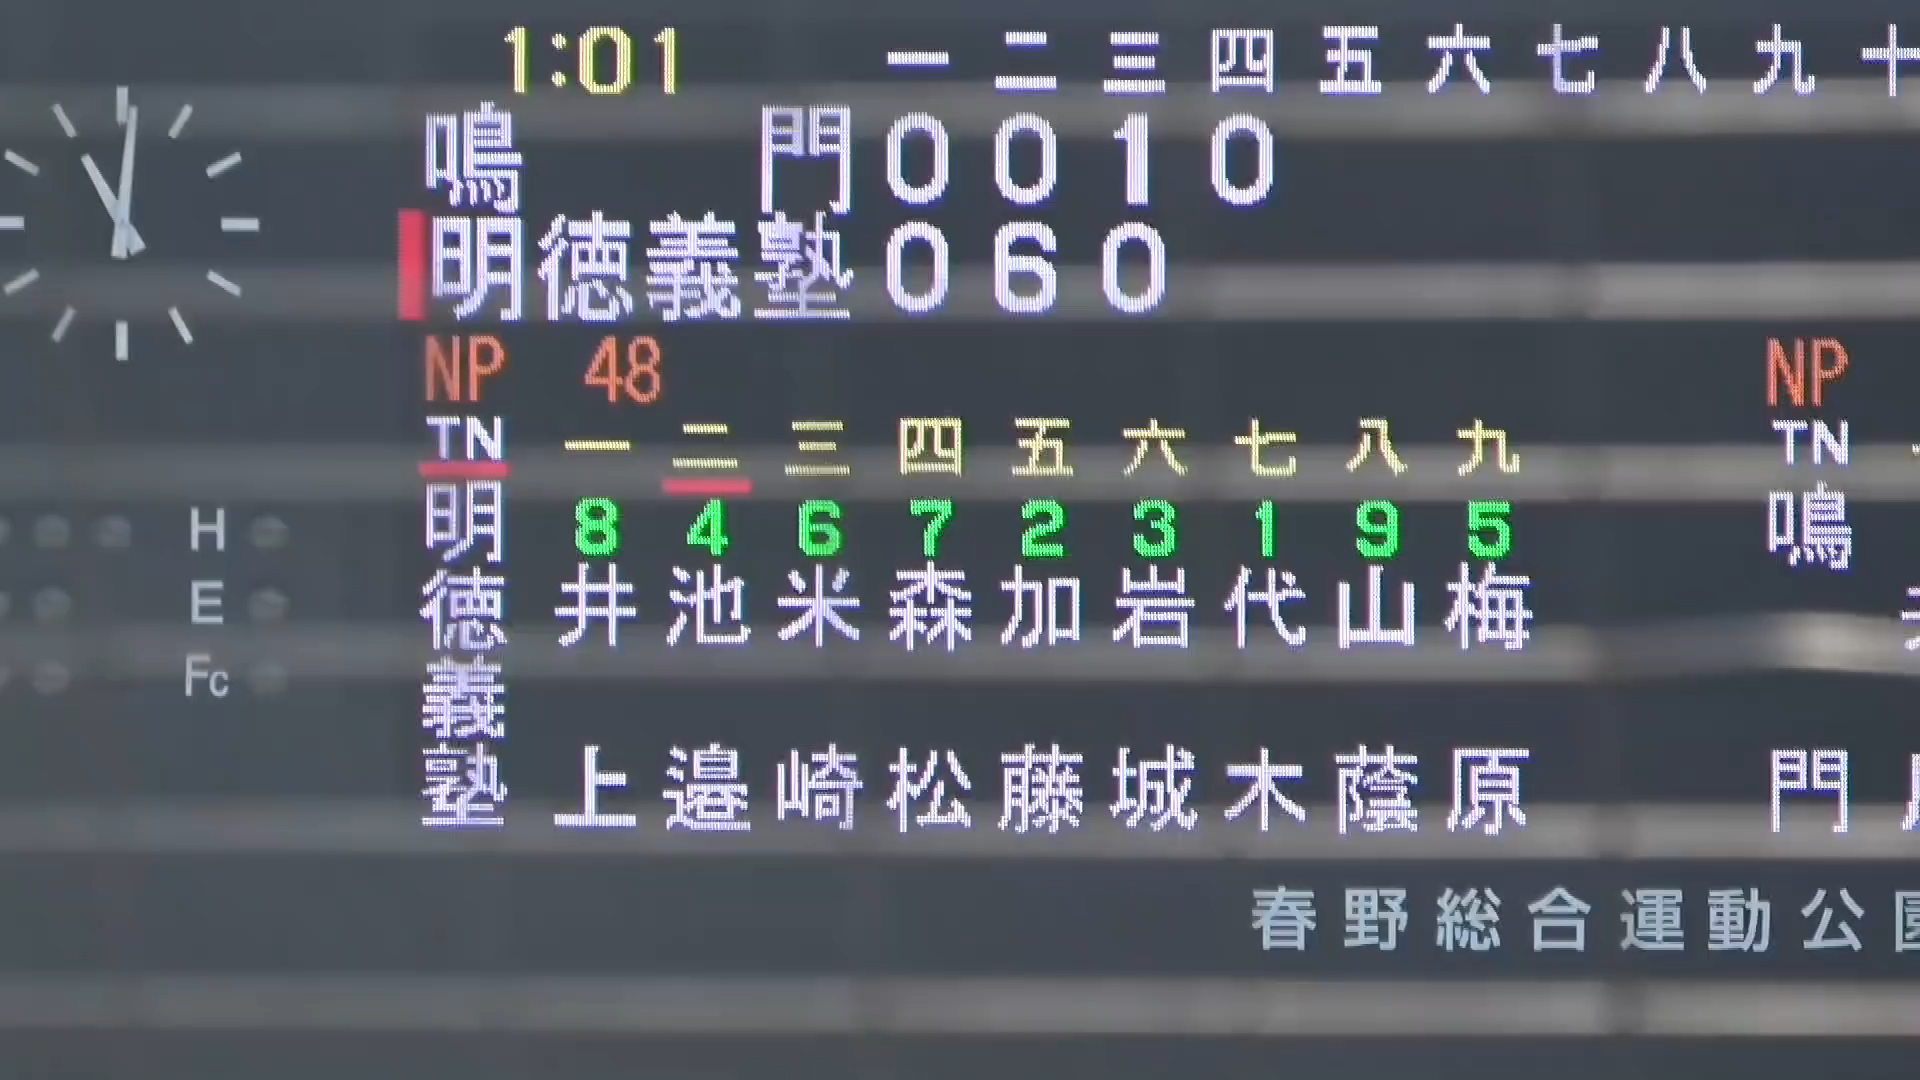 1:01 一 二 三 四 五 六 七 八 九 十
鳴門 0 0 1 0
明徳義塾 0 6 0
NP 48 NP
TN 一 二 三 四 五 六 七 八 九 TN
明徳義塾 8 4 6 7 2 3 1 9 5 鳴門
井上 池邉 米崎 森松 加藤 岩城 代木 山蔭 梅原
H
E
Fc
春野総合運動公園